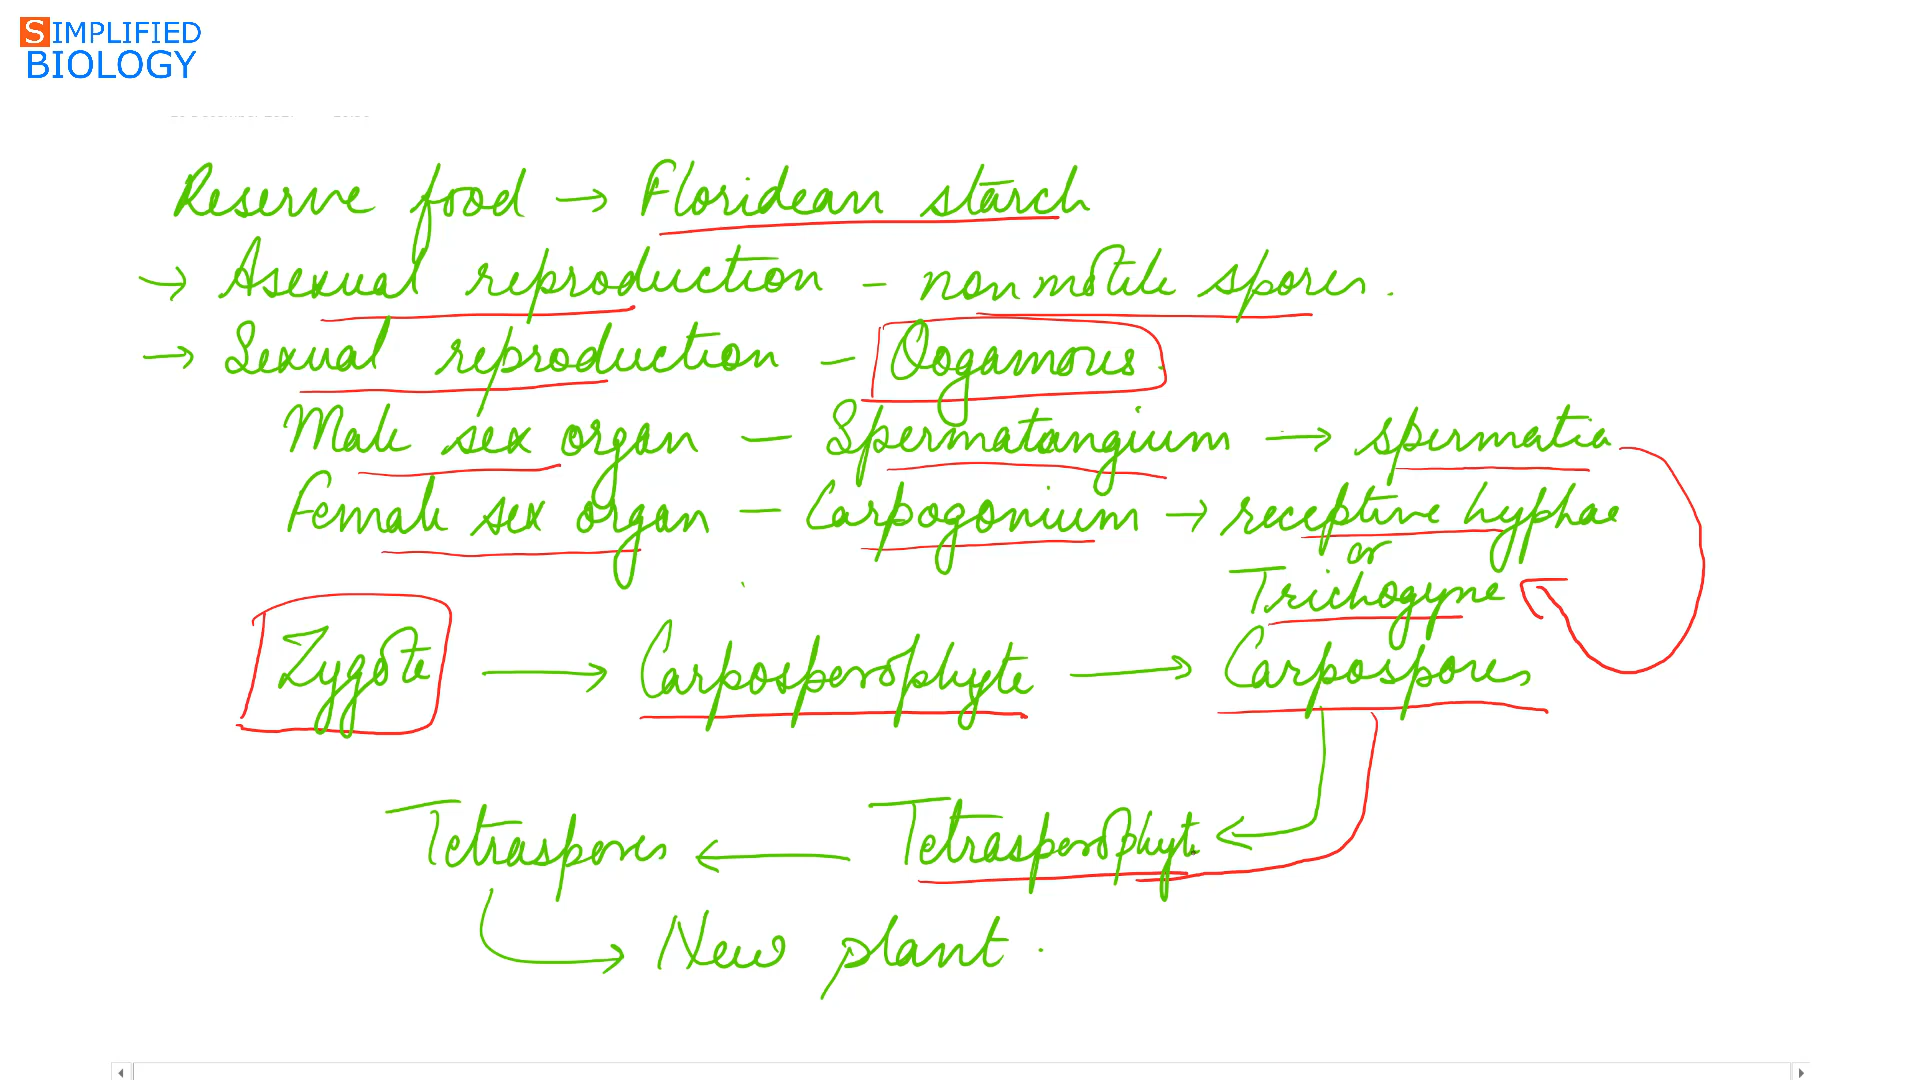 SIMPLIFIED
BIOLOGY
Reserve food → Floridean starch
→ Asexual reproduction - non motile spores.
→ Sexual reproduction - Oogamous.
Male sex organ - Spermatangium → spermatia
Female sex organ - Carpogonium → receptive hyphae
or
Trichogyne
Zygote → Carposporophyte → Carpospores
Tetraspores ← Tetrasporophyte
→ New plant.